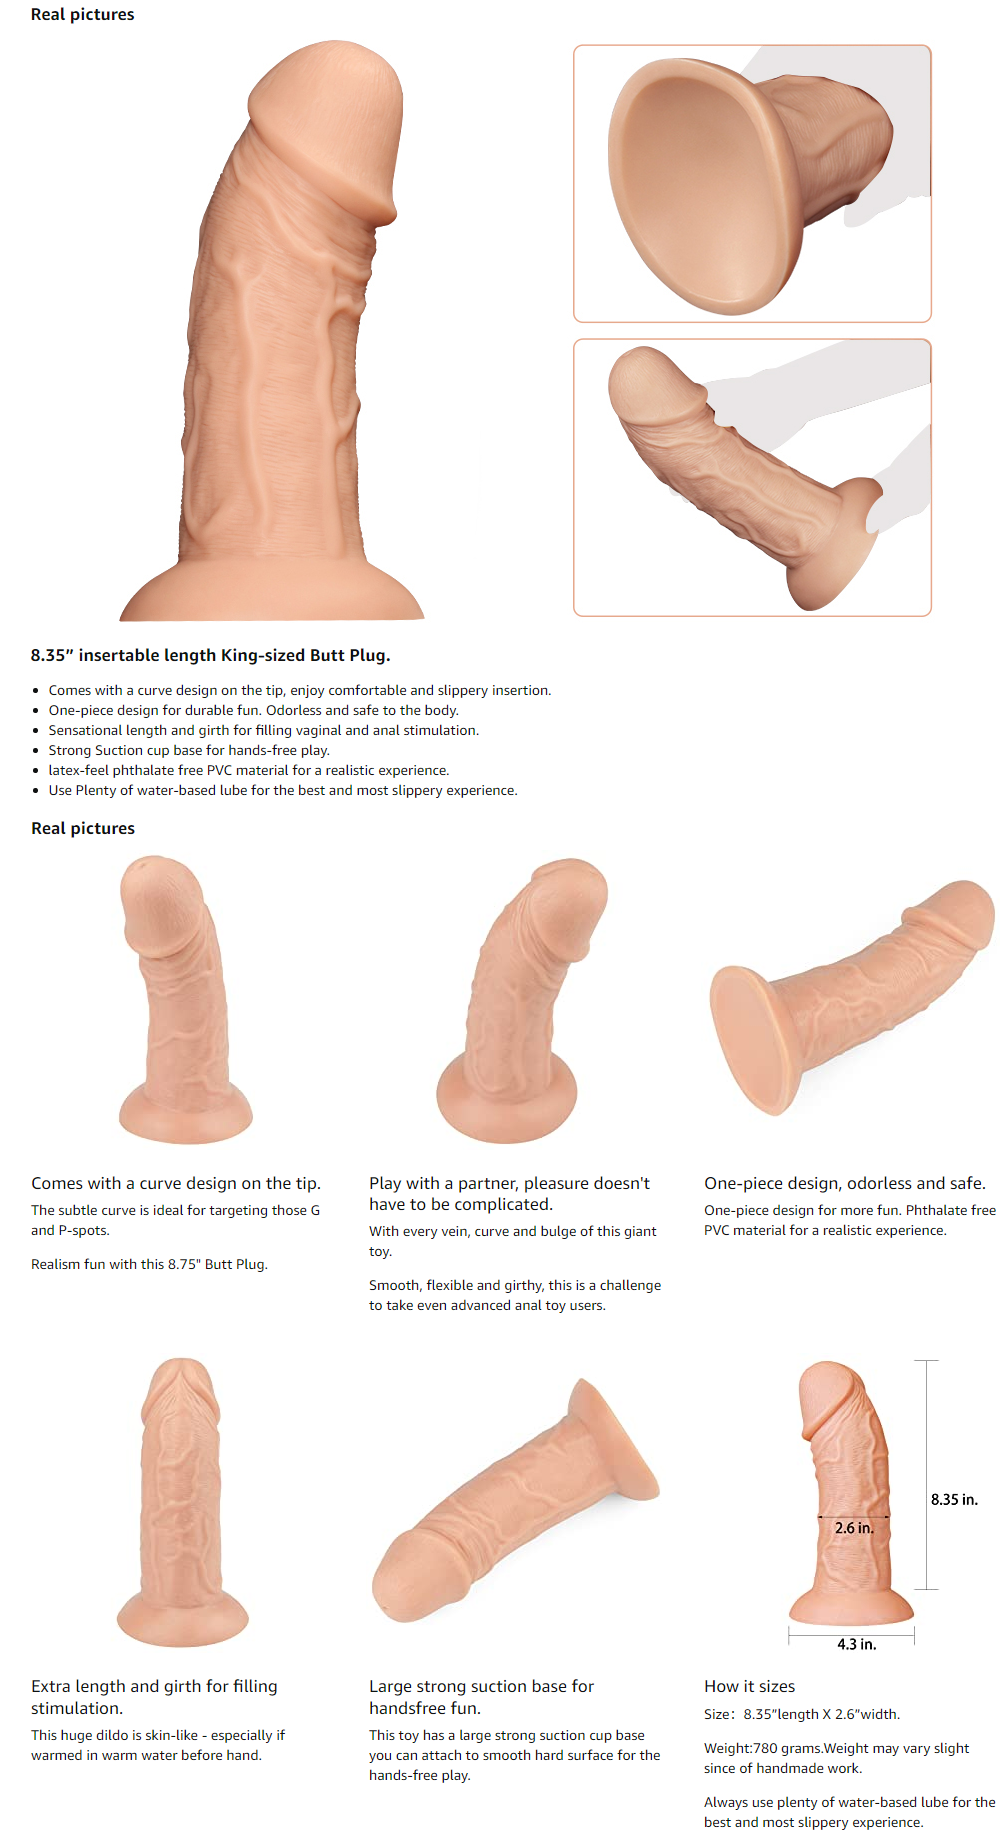 Real pictures
8.35” insertable length King-sized Butt Plug.
Comes with a curve design on the tip, enjoy comfortable and slippery insertion.
One-piece design for durable fun. Odorless and safe to the body.
Sensational length and girth for filling vaginal and anal stimulation.
Strong Suction cup base for hands-free play.
latex-feel phthalate free PVC material for a realistic experience.
Use Plenty of water-based lube for the best and most slippery experience.
Real pictures
Comes with a curve design on the tip.
The subtle curve is ideal for targeting those G
and P-spots.
Realism fun with this 8.75" Butt Plug.
Play with a partner, pleasure doesn't
have to be complicated.
With every vein, curve and bulge of this giant
toy.
Smooth, flexible and girthy, this is a challenge
to take even advanced anal toy users.
One-piece design, odorless and safe.
One-piece design for more fun. Phthalate free
PVC material for a realistic experience.
8.35 in.
2.6 in.
4.3 in.
Extra length and girth for filling
stimulation.
This huge dildo is skin-like - especially if
warmed in warm water before hand.
Large strong suction base for
handsfree fun.
This toy has a large strong suction cup base
you can attach to smooth hard surface for the
hands-free play.
How it sizes
Size：8.35”length X 2.6”width.
Weight:780 grams.Weight may vary slight
since of handmade work.
Always use plenty of water-based lube for the
best and most slippery experience.